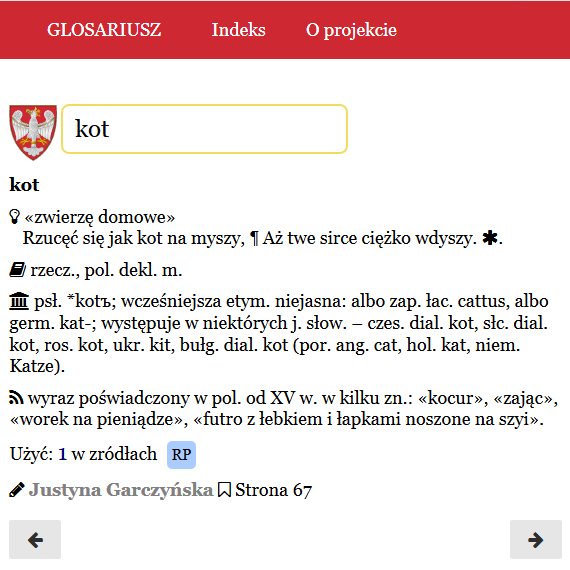 GLOSARIUSZ Indeks O projekcie
kot
kot
«zwierzę domowe»
Rzucęć się jak kot na myszy, ¶ Aż twe sirce ciężko wdyszy. ✱.
rzecz., pol. dekl. m.
psł. *kotъ; wcześniejsza etym. niejasna: albo zap. łac. cattus, albo
germ. kat-; występuje w niektórych j. słow. – czes. dial. kot, słc. dial.
kot, ros. kot, ukr. kit, bułg. dial. kot (por. ang. cat, hol. kat, niem.
Katze).
wyraz poświadczony w pol. od XV w. w kilku zn.: «kocur», «zając»,
«worek na pieniądze», «futro z łebkiem i łapkami noszone na szyi».
Użyć: 1 w zródłach RP
Justyna Garczyńska Strona 67